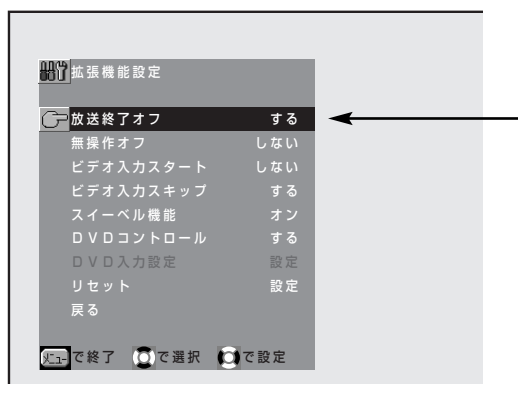 拡張機能設定
放送終了オフ する
無操作オフ しない
ビデオ入力スタート しない
ビデオ入力スキップ する
スイーベル機能 オン
DVDコントロール する
DVD入力設定 設定
リセット 設定
戻る
メニューで終了 で選択 で設定